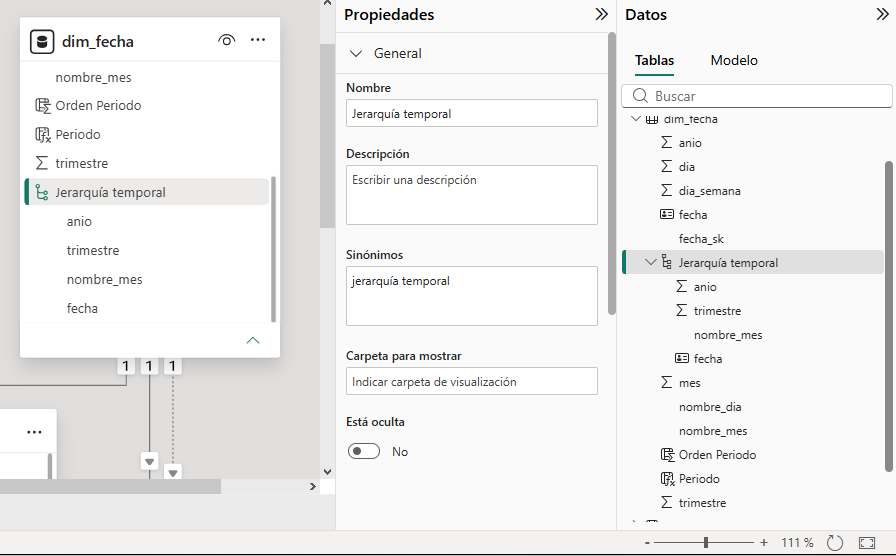 dim_fecha
nombre_mes
Orden Periodo
Periodo
trimestre
Jerarquía temporal
anio
trimestre
nombre_mes
fecha
1 1 1
Propiedades
General
Nombre
Jerarquía temporal
Descripción
Escribir una descripción
Sinónimos
jerarquía temporal
Carpeta para mostrar
Indicar carpeta de visualización
Está oculta
No
Datos
Tablas Modelo
Buscar
dim_fecha
anio
dia
dia_semana
fecha
fecha_sk
Jerarquía temporal
anio
trimestre
nombre_mes
fecha
mes
nombre_dia
nombre_mes
Orden Periodo
Periodo
trimestre
- + 111 %